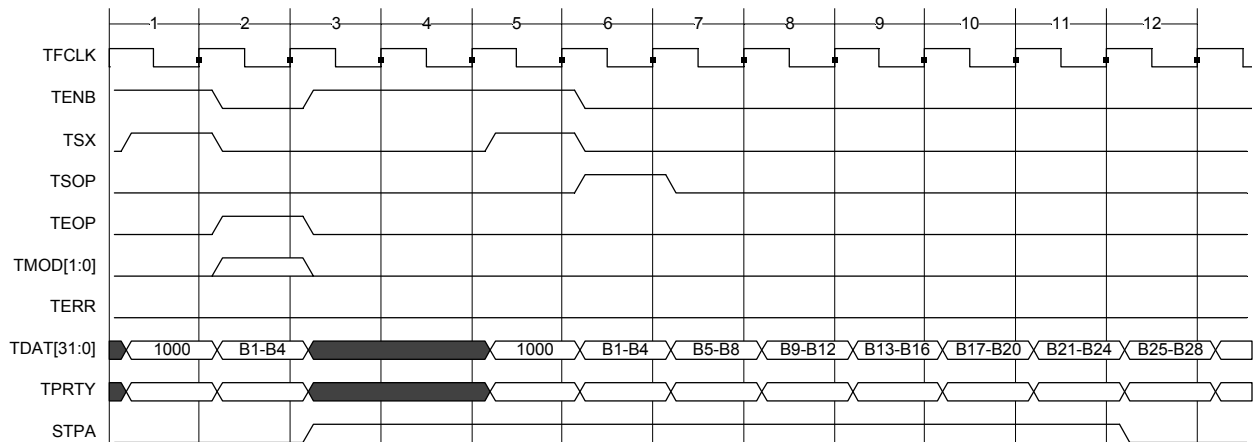 1 2 3 4 5 6 7 8 9 10 11 12
TFCLK
TENB
TSX
TSOP
TEOP
TMOD[1:0]
TERR
TDAT[31:0] 1000 B1-B4 1000 B1-B4 B5-B8 B9-B12 B13-B16 B17-B20 B21-B24 B25-B28
TPRTY
STPA